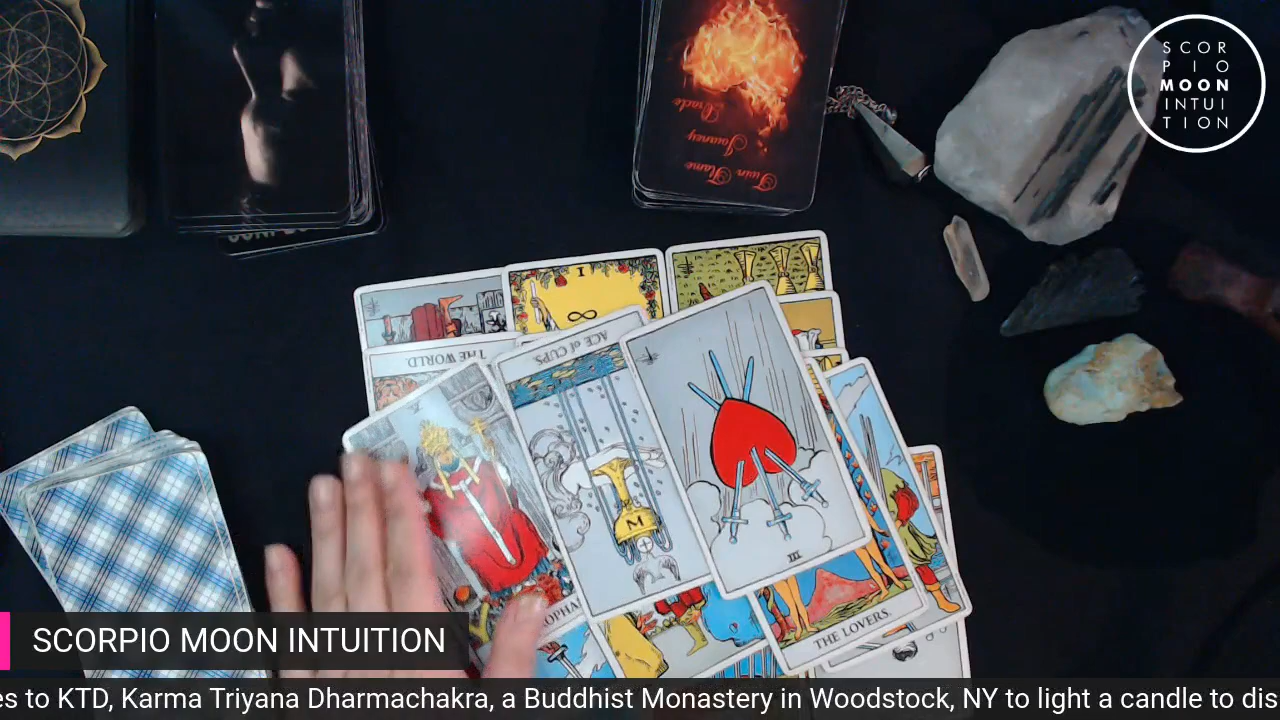 SCOR
PIO
MOON
INTUI
TION
Twin Flame
Journey
Oracle
I
THE WORLD.
ACE of CUPS.
M
III
THE LOVERS.
OPHA
SCORPIO MOON INTUITION
es to KTD, Karma Triyana Dharmachakra, a Buddhist Monastery in Woodstock, NY to light a candle to dis